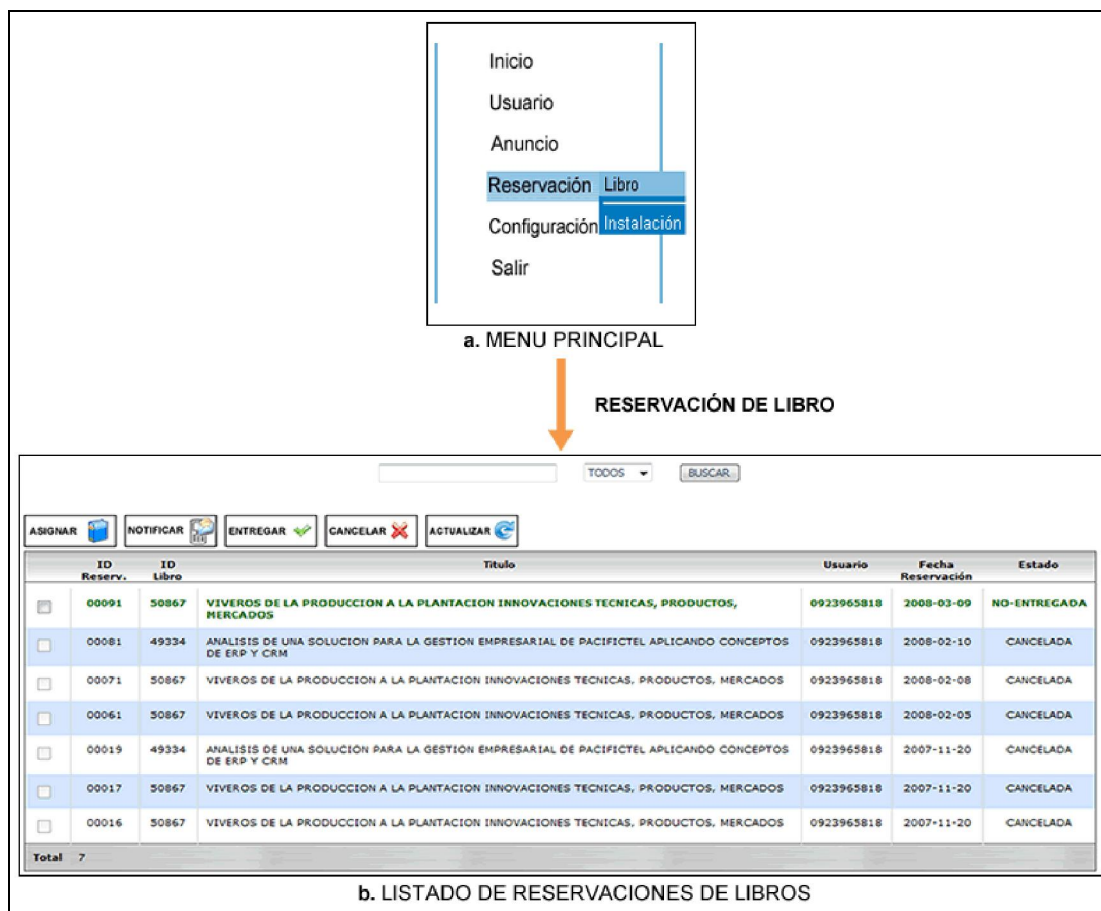 Inicio
Usuario
Anuncio
Reservación Libro
Configuración Instalación
Salir
a. MENU PRINCIPAL
RESERVACIÓN DE LIBRO
TODOS BUSCAR
ASIGNAR NOTIFICAR ENTREGAR CANCELAR ACTUALIZAR
ID ID Titulo Usuario Fecha Estado
Reserv. Libro Reservación
00091 50867 VIVEROS DE LA PRODUCCION A LA PLANTACION INNOVACIONES TECNICAS, PRODUCTOS, 0923965818 2008-03-09 NO-ENTREGADA
MERCADOS
00081 49334 ANALISIS DE UNA SOLUCION PARA LA GESTION EMPRESARIAL DE PACIFICTEL APLICANDO CONCEPTOS 0923965818 2008-02-10 CANCELADA
DE ERP Y CRM
00071 50867 VIVEROS DE LA PRODUCCION A LA PLANTACION INNOVACIONES TECNICAS, PRODUCTOS, MERCADOS 0923965818 2008-02-08 CANCELADA
00061 50867 VIVEROS DE LA PRODUCCION A LA PLANTACION INNOVACIONES TECNICAS, PRODUCTOS, MERCADOS 0923965818 2008-02-05 CANCELADA
00019 49334 ANALISIS DE UNA SOLUCION PARA LA GESTION EMPRESARIAL DE PACIFICTEL APLICANDO CONCEPTOS 0923965818 2007-11-20 CANCELADA
DE ERP Y CRM
00017 50867 VIVEROS DE LA PRODUCCION A LA PLANTACION INNOVACIONES TECNICAS, PRODUCTOS, MERCADOS 0923965818 2007-11-20 CANCELADA
00016 50867 VIVEROS DE LA PRODUCCION A LA PLANTACION INNOVACIONES TECNICAS, PRODUCTOS, MERCADOS 0923965818 2007-11-20 CANCELADA
Total 7
b. LISTADO DE RESERVACIONES DE LIBROS